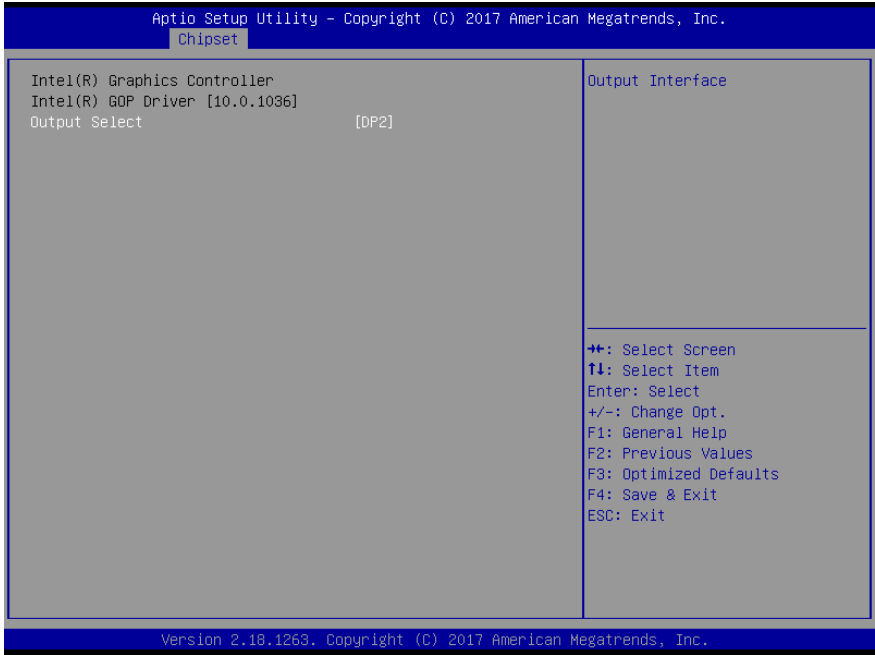 Aptio Setup Utility – Copyright (C) 2017 American Megatrends, Inc.
Chipset
Intel(R) Graphics Controller
Intel(R) GOP Driver [10.0.1036]
Output Select [DP2]
Output Interface
→←: Select Screen
↑↓: Select Item
Enter: Select
+/-: Change Opt.
F1: General Help
F2: Previous Values
F3: Optimized Defaults
F4: Save & Exit
ESC: Exit
Version 2.18.1263. Copyright (C) 2017 American Megatrends, Inc.